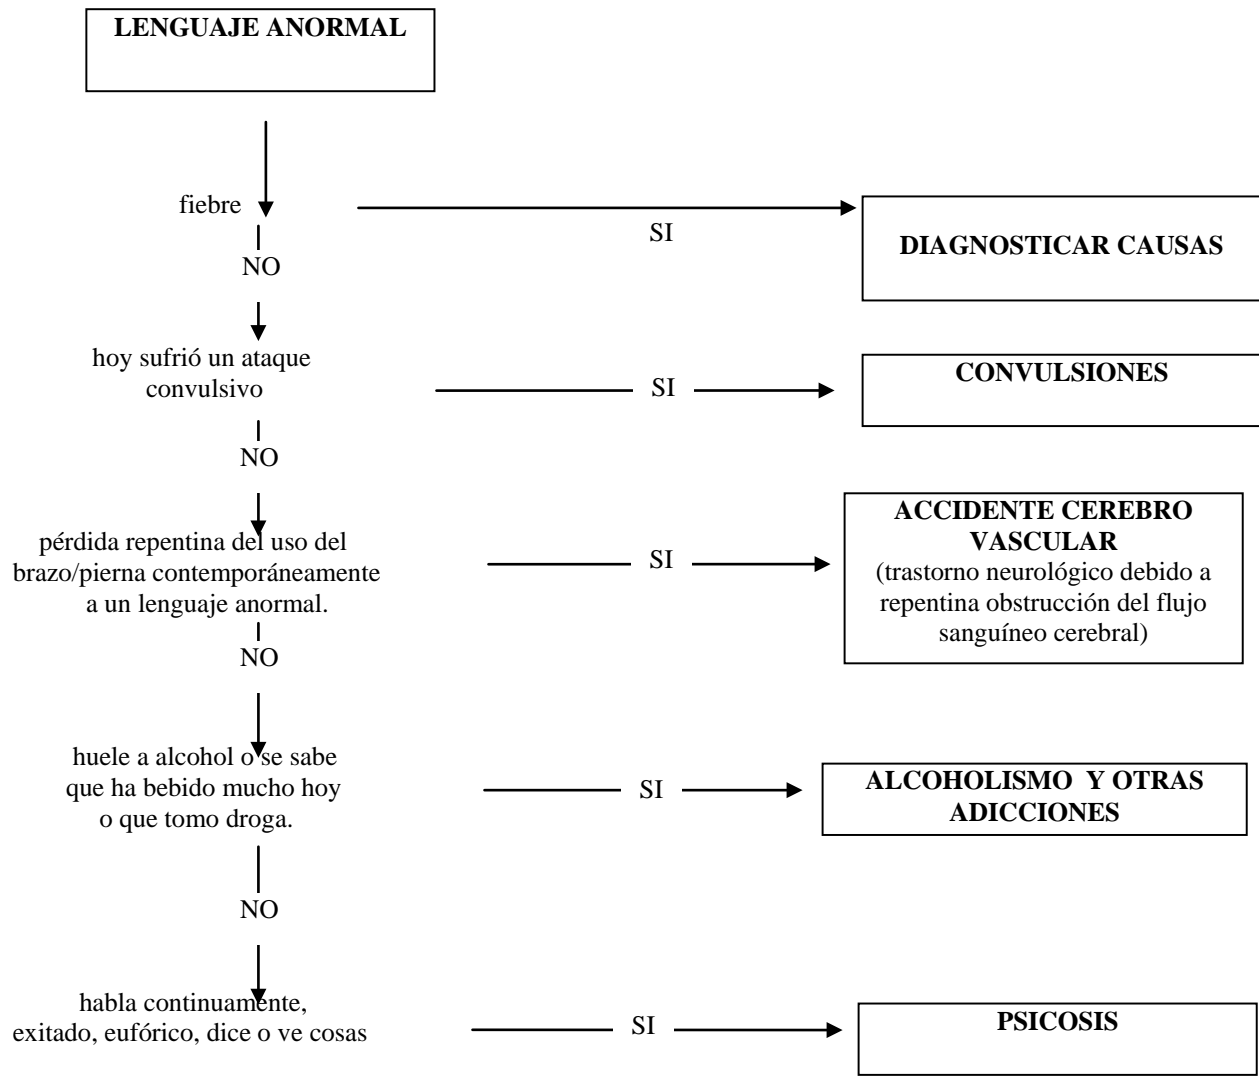 LENGUAJE ANORMAL
fiebre
SI
DIAGNOSTICAR CAUSAS
NO
hoy sufrió un ataque
convulsivo
SI
CONVULSIONES
NO
pérdida repentina del uso del
brazo/pierna contemporáneamente
a un lenguaje anormal.
SI
ACCIDENTE CEREBRO
VASCULAR
(trastorno neurológico debido a
repentina obstrucción del flujo
sanguíneo cerebral)
NO
huele a alcohol o se sabe
que ha bebido mucho hoy
o que tomo droga.
SI
ALCOHOLISMO Y OTRAS
ADICCIONES
NO
habla continuamente,
exitado, eufórico, dice o ve cosas
SI
PSICOSIS